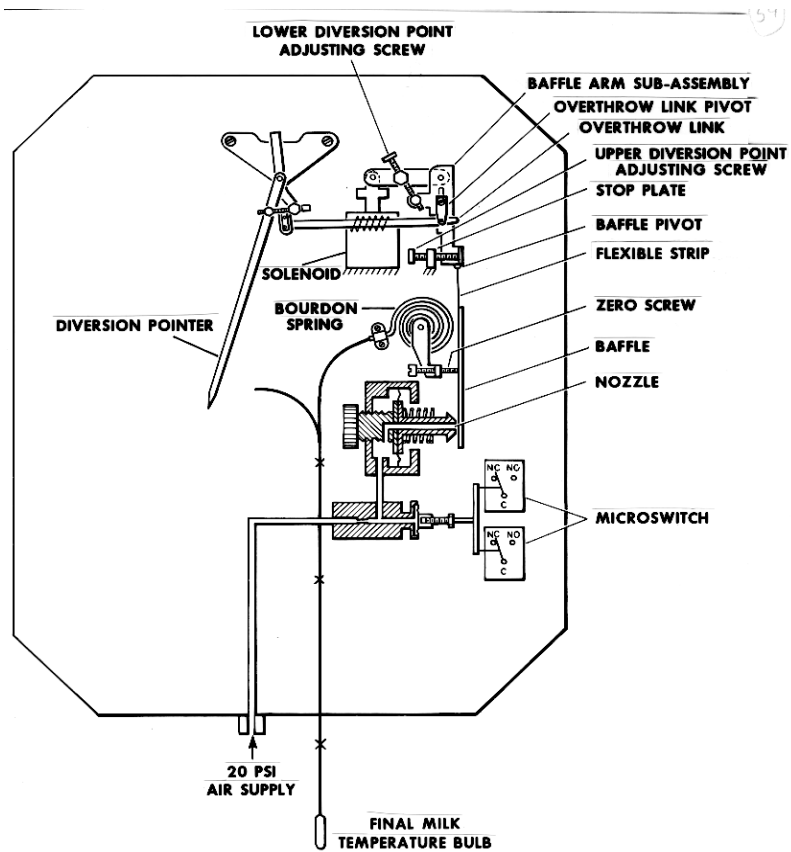 54
LOWER DIVERSION POINT
ADJUSTING SCREW
BAFFLE ARM SUB-ASSEMBLY
OVERTHROW LINK PIVOT
OVERTHROW LINK
UPPER DIVERSION POINT
ADJUSTING SCREW
STOP PLATE
BAFFLE PIVOT
FLEXIBLE STRIP
SOLENOID
BOURDON
SPRING
ZERO SCREW
DIVERSION POINTER
BAFFLE
NOZZLE
NC NO
C
MICROSWITCH
NC NO
C
20 PSI
AIR SUPPLY
FINAL MILK
TEMPERATURE BULB